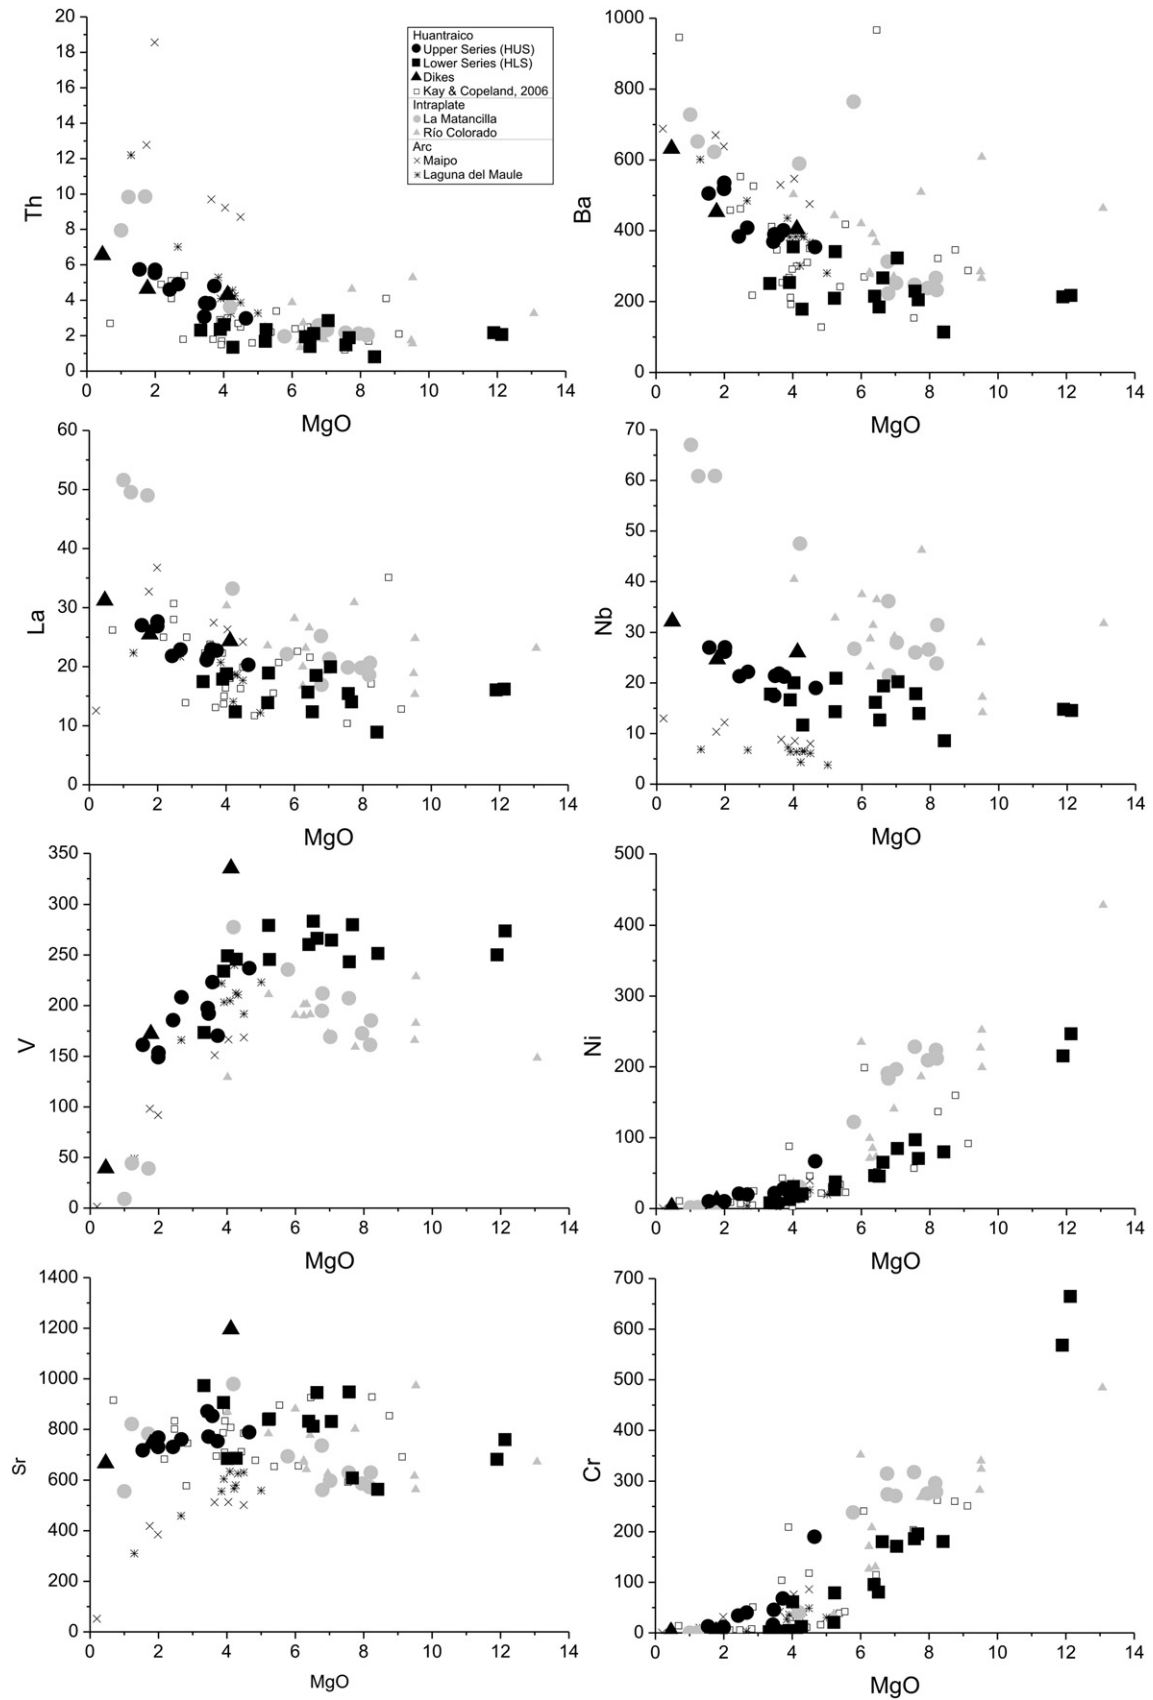 20
18
16
14
12
10
8
6
4
2
0
Th
Huantraico
Upper Series (HUS)
Lower Series (HLS)
Dikes
Kay & Copeland, 2006
Intraplate
La Matancilla
Río Colorado
Arc
Maipo
Laguna del Maule
0 2 4 6 8 10 12 14
MgO
1000
800
600
400
200
0
Ba
0 2 4 6 8 10 12 14
MgO
60
50
40
30
20
10
0
La
0 2 4 6 8 10 12 14
MgO
70
60
50
40
30
20
10
0
Nb
0 2 4 6 8 10 12 14
MgO
350
300
250
200
150
100
50
0
V
0 2 4 6 8 10 12 14
MgO
500
400
300
200
100
0
Ni
0 2 4 6 8 10 12 14
MgO
1400
1200
1000
800
600
400
200
0
Sr
0 2 4 6 8 10 12 14
MgO
700
600
500
400
300
200
100
0
Cr
0 2 4 6 8 10 12 14
MgO